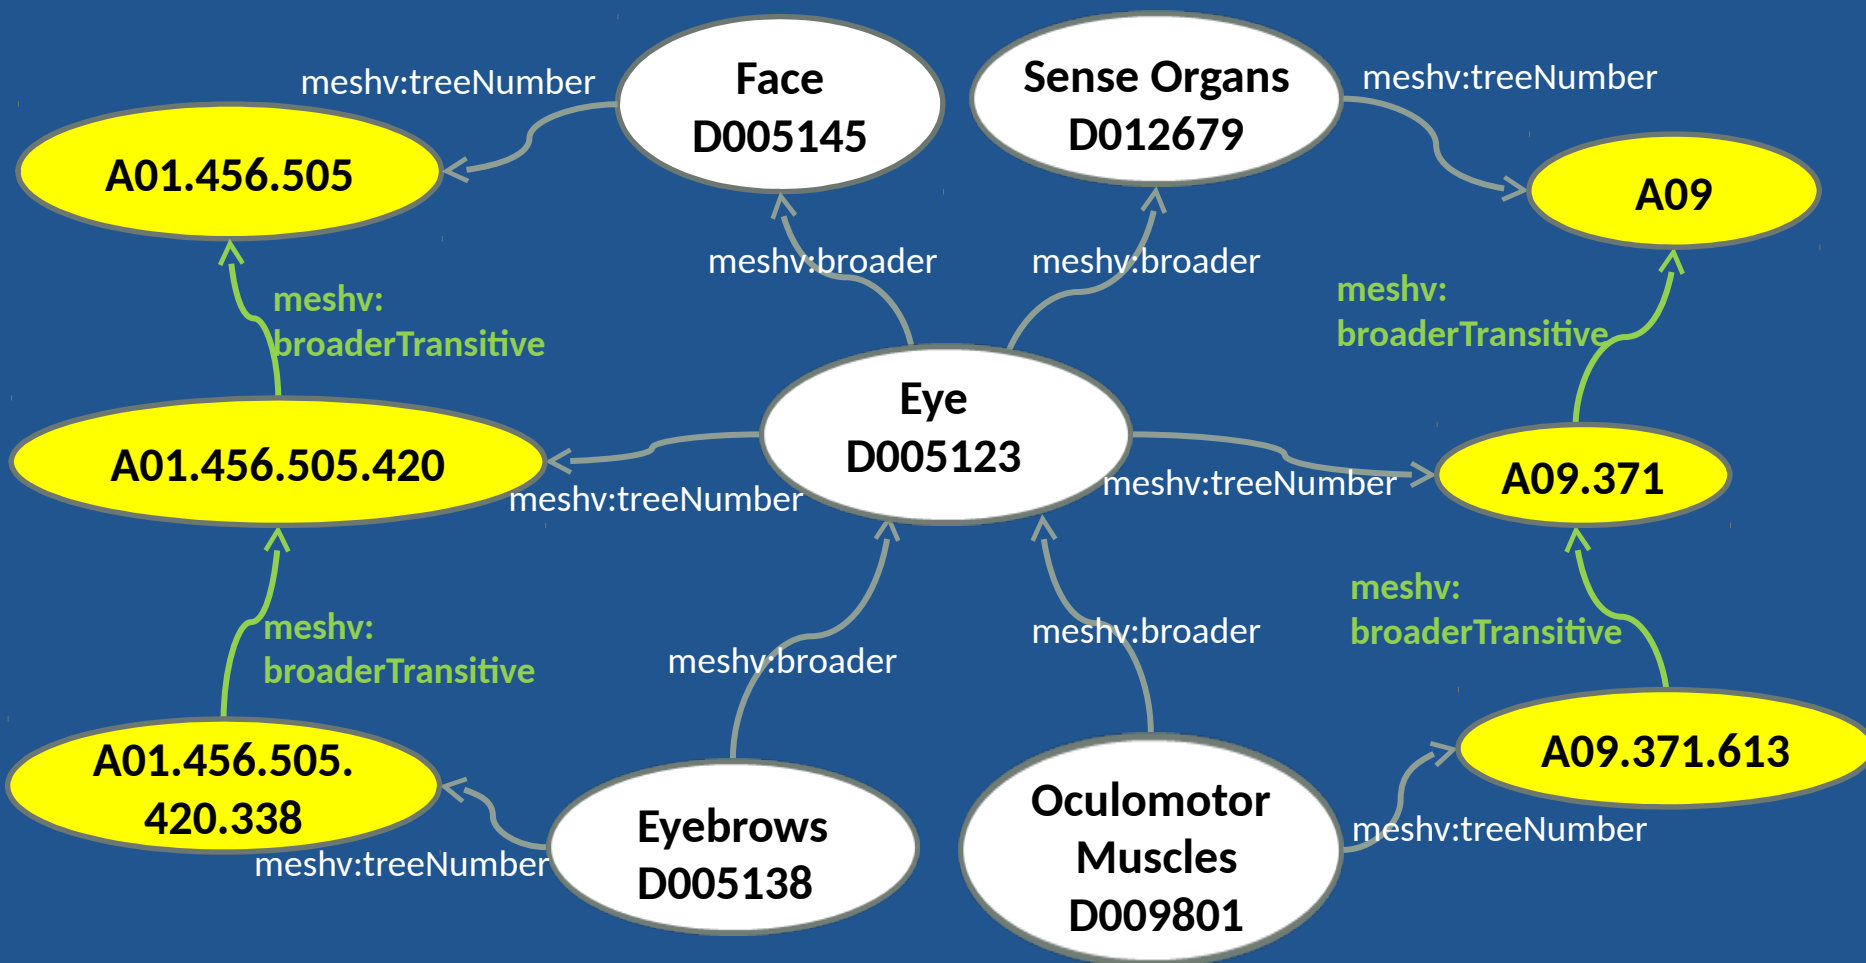 meshv:treeNumber
Face
D005145
Sense Organs
D012679
meshv:treeNumber
A01.456.505
A09
meshv:broader
meshv:broader
meshv:
broaderTransitive
meshv:
broaderTransitive
Eye
D005123
A01.456.505.420
meshv:treeNumber
meshv:treeNumber
A09.371
meshv:
broaderTransitive
meshv:broader
meshv:broader
meshv:
broaderTransitive
A01.456.505.
420.338
meshv:treeNumber
Eyebrows
D005138
Oculomotor
Muscles
D009801
A09.371.613
meshv:treeNumber